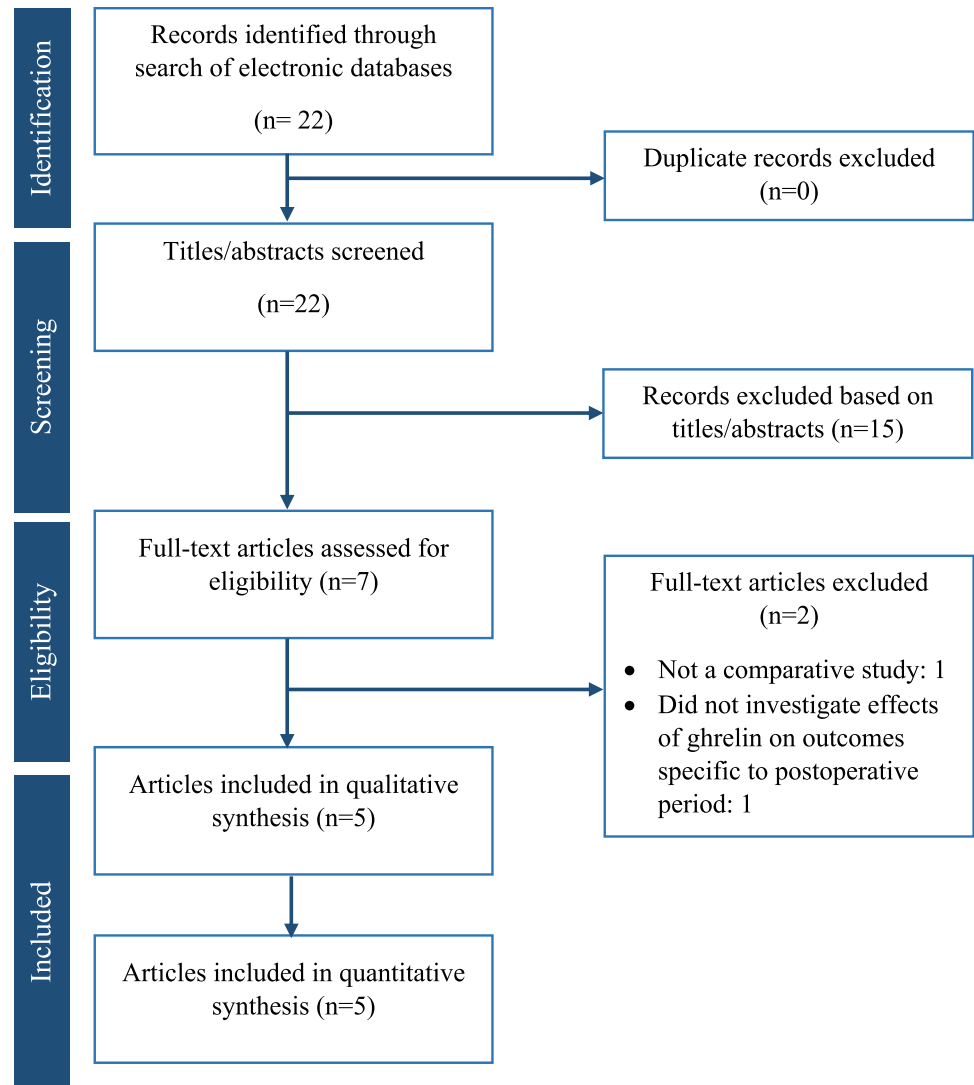 Identification
Records identified through
search of electronic databases
(n= 22)
Duplicate records excluded
(n=0)
Screening
Titles/abstracts screened
(n=22)
Records excluded based on
titles/abstracts (n=15)
Eligibility
Full-text articles assessed for
eligibility (n=7)
Full-text articles excluded
(n=2)
• Not a comparative study: 1
• Did not investigate effects
of ghrelin on outcomes
specific to postoperative
period: 1
Included
Articles included in qualitative
synthesis (n=5)
Articles included in quantitative
synthesis (n=5)